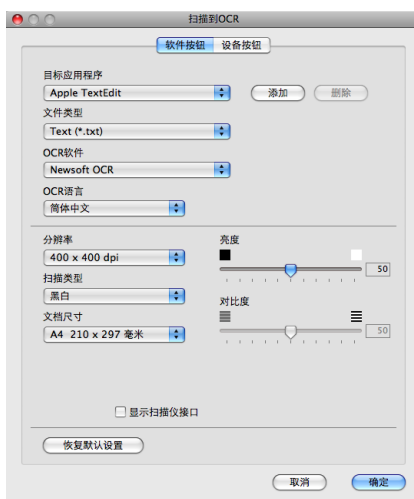 扫描到OCR
软件按钮 设备按钮
目标应用程序
Apple TextEdit 添加 删除
文件类型
Text (*.txt)
OCR软件
Newsoft OCR
OCR语言
简体中文
分辨率 亮度
400 x 400 dpi 50
扫描类型
黑白 对比度
文档尺寸
A4 210 x 297 毫米 50
显示扫描仪接口
恢复默认设置
取消 确定